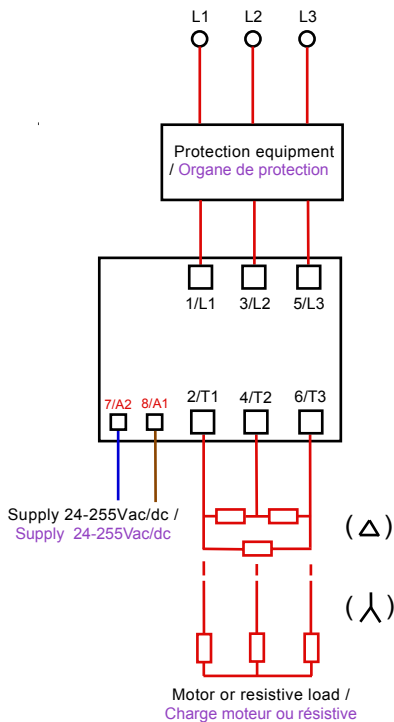 L1 L2 L3
Protection equipment
/ Organe de protection
1/L1 3/L2 5/L3
7/A2 8/A1 2/T1 4/T2 6/T3
Supply 24-255Vac/dc /
Supply 24-255Vac/dc
Motor or resistive load /
Charge moteur ou résistive